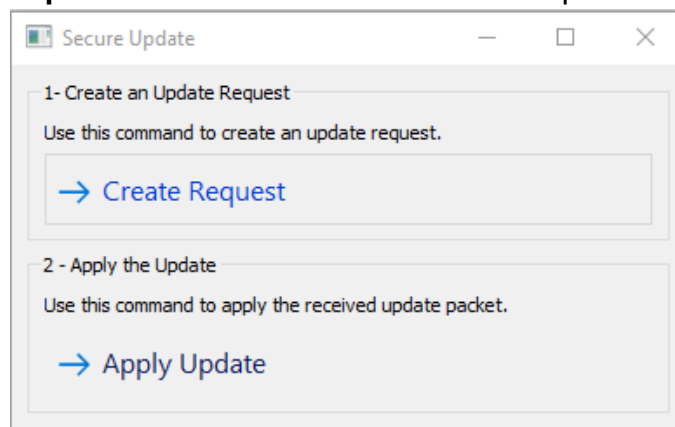 Secure Update
1- Create an Update Request
Use this command to create an update request.
→ Create Request
2 - Apply the Update
Use this command to apply the received update packet.
→ Apply Update